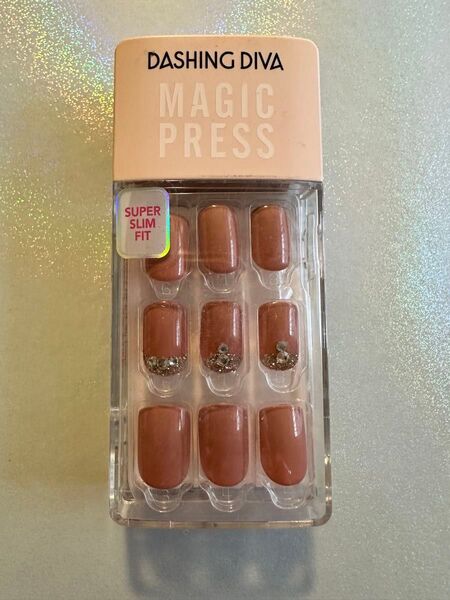 DASHING DIVA
MAGIC
PRESS
SUPER
SLIM
FIT